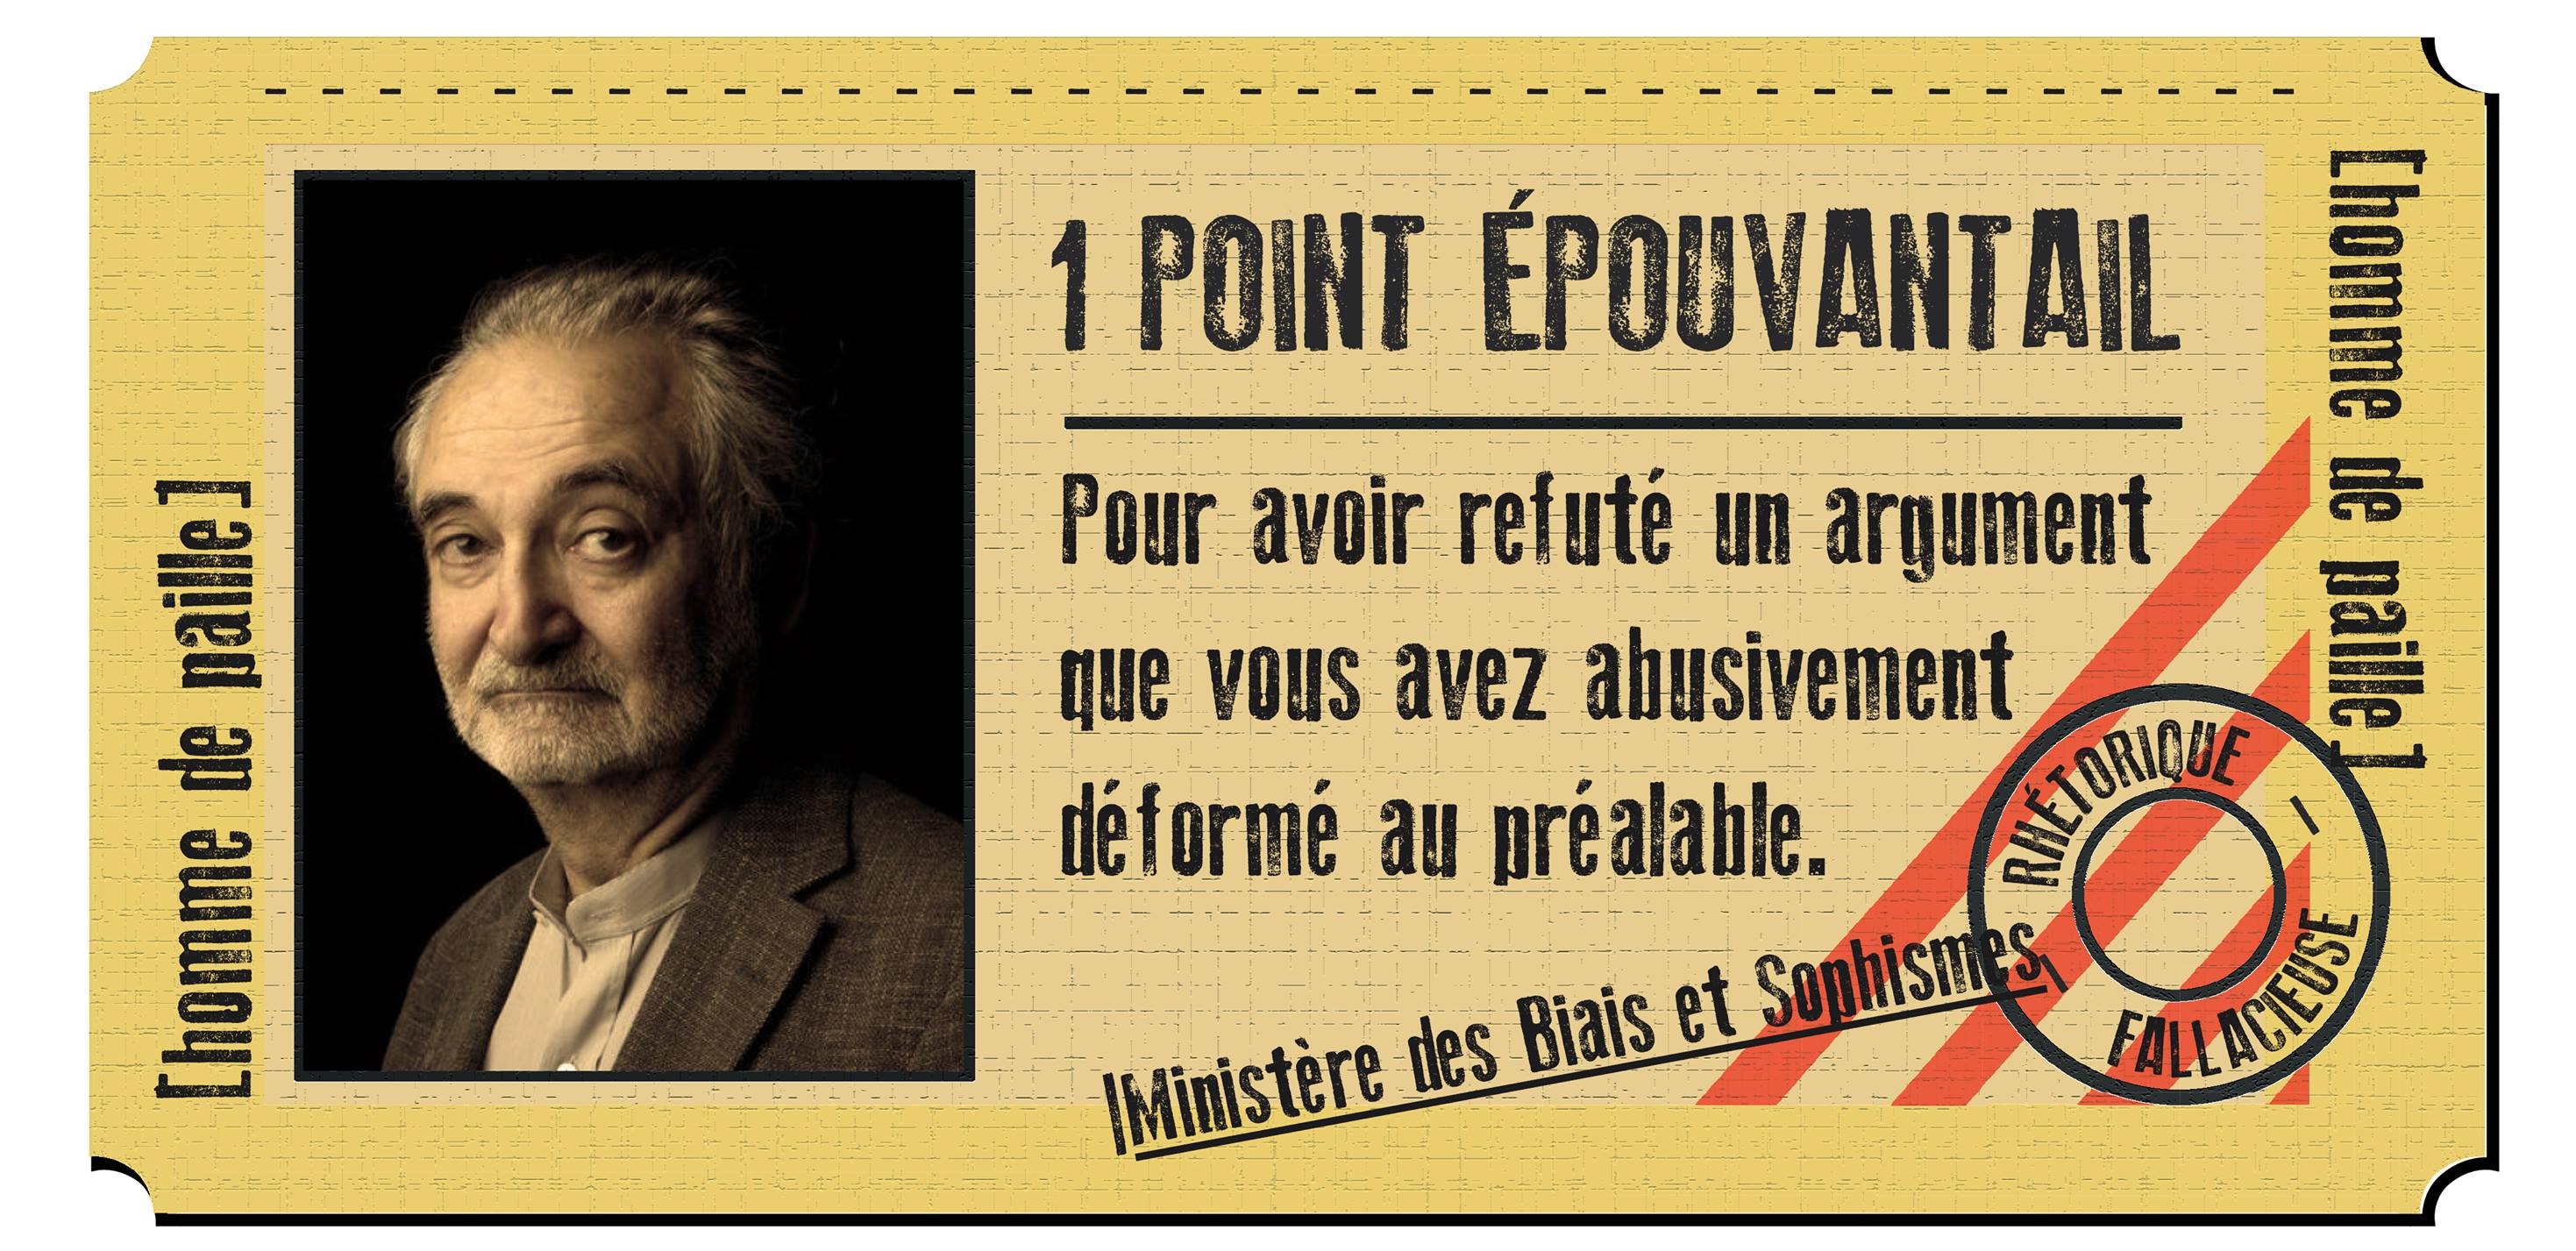 [homme de paille]
1 POINT ÉPOUVANTAIL
Pour avoir refuté un argument
que vous avez abusivement
déformé au préalable.
|Ministère des Biais et Sophismes|
RHÉTORIQUE
FALLACIEUSE
[homme de paille]